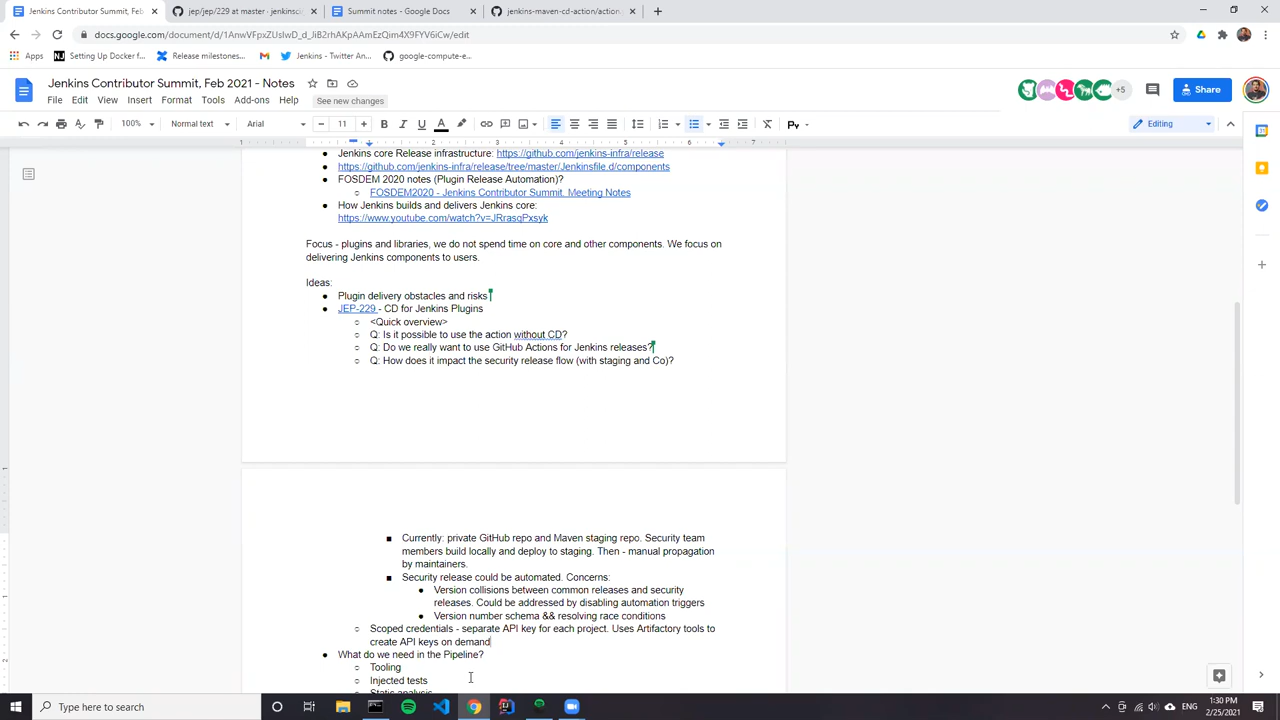 Jenkins Contributor Summit, Feb
jep/jep/229 at master · jenkinsci
Summit notes - Google Docs
jenkins-maven-cd-action/action.
docs.google.com/document/d/1AnwVFpxZUslwD_d_JiB2rhAKpAAmEzQim4X9FYV6iCw/edit
Apps
Setting Up Docker f...
Release milestones...
Jenkins - Twitter An...
google-compute-e...
Jenkins Contributor Summit, Feb 2021 - Notes
File Edit View Insert Format Tools Add-ons Help See new changes
+5
Share
100% Normal text Arial 11 Editing
1 2 3 4 5 6 7
● Jenkins core Release infrastructure: https://github.com/jenkins-infra/release
● https://github.com/jenkins-infra/release/tree/master/Jenkinsfile.d/components
● FOSDEM 2020 notes (Plugin Release Automation)?
○ FOSDEM2020 - Jenkins Contributor Summit. Meeting Notes
● How Jenkins builds and delivers Jenkins core:
https://www.youtube.com/watch?v=JRrasqPxsyk
Focus - plugins and libraries, we do not spend time on core and other components. We focus on
delivering Jenkins components to users.
Ideas:
● Plugin delivery obstacles and risks
● JEP-229 - CD for Jenkins Plugins
○ <Quick overview>
○ Q: Is it possible to use the action without CD?
○ Q: Do we really want to use GitHub Actions for Jenkins releases?
○ Q: How does it impact the security release flow (with staging and Co)?
■ Currently: private GitHub repo and Maven staging repo. Security team
members build locally and deploy to staging. Then - manual propagation
by maintainers.
■ Security release could be automated. Concerns:
● Version collisions between common releases and security
releases. Could be addressed by disabling automation triggers
● Version number schema && resolving race conditions
○ Scoped credentials - separate API key for each project. Uses Artifactory tools to
create API keys on demand
● What do we need in the Pipeline?
○ Tooling
○ Injected tests
○ Static analysis
Type here to search
ENG
1:30 PM
2/25/2021